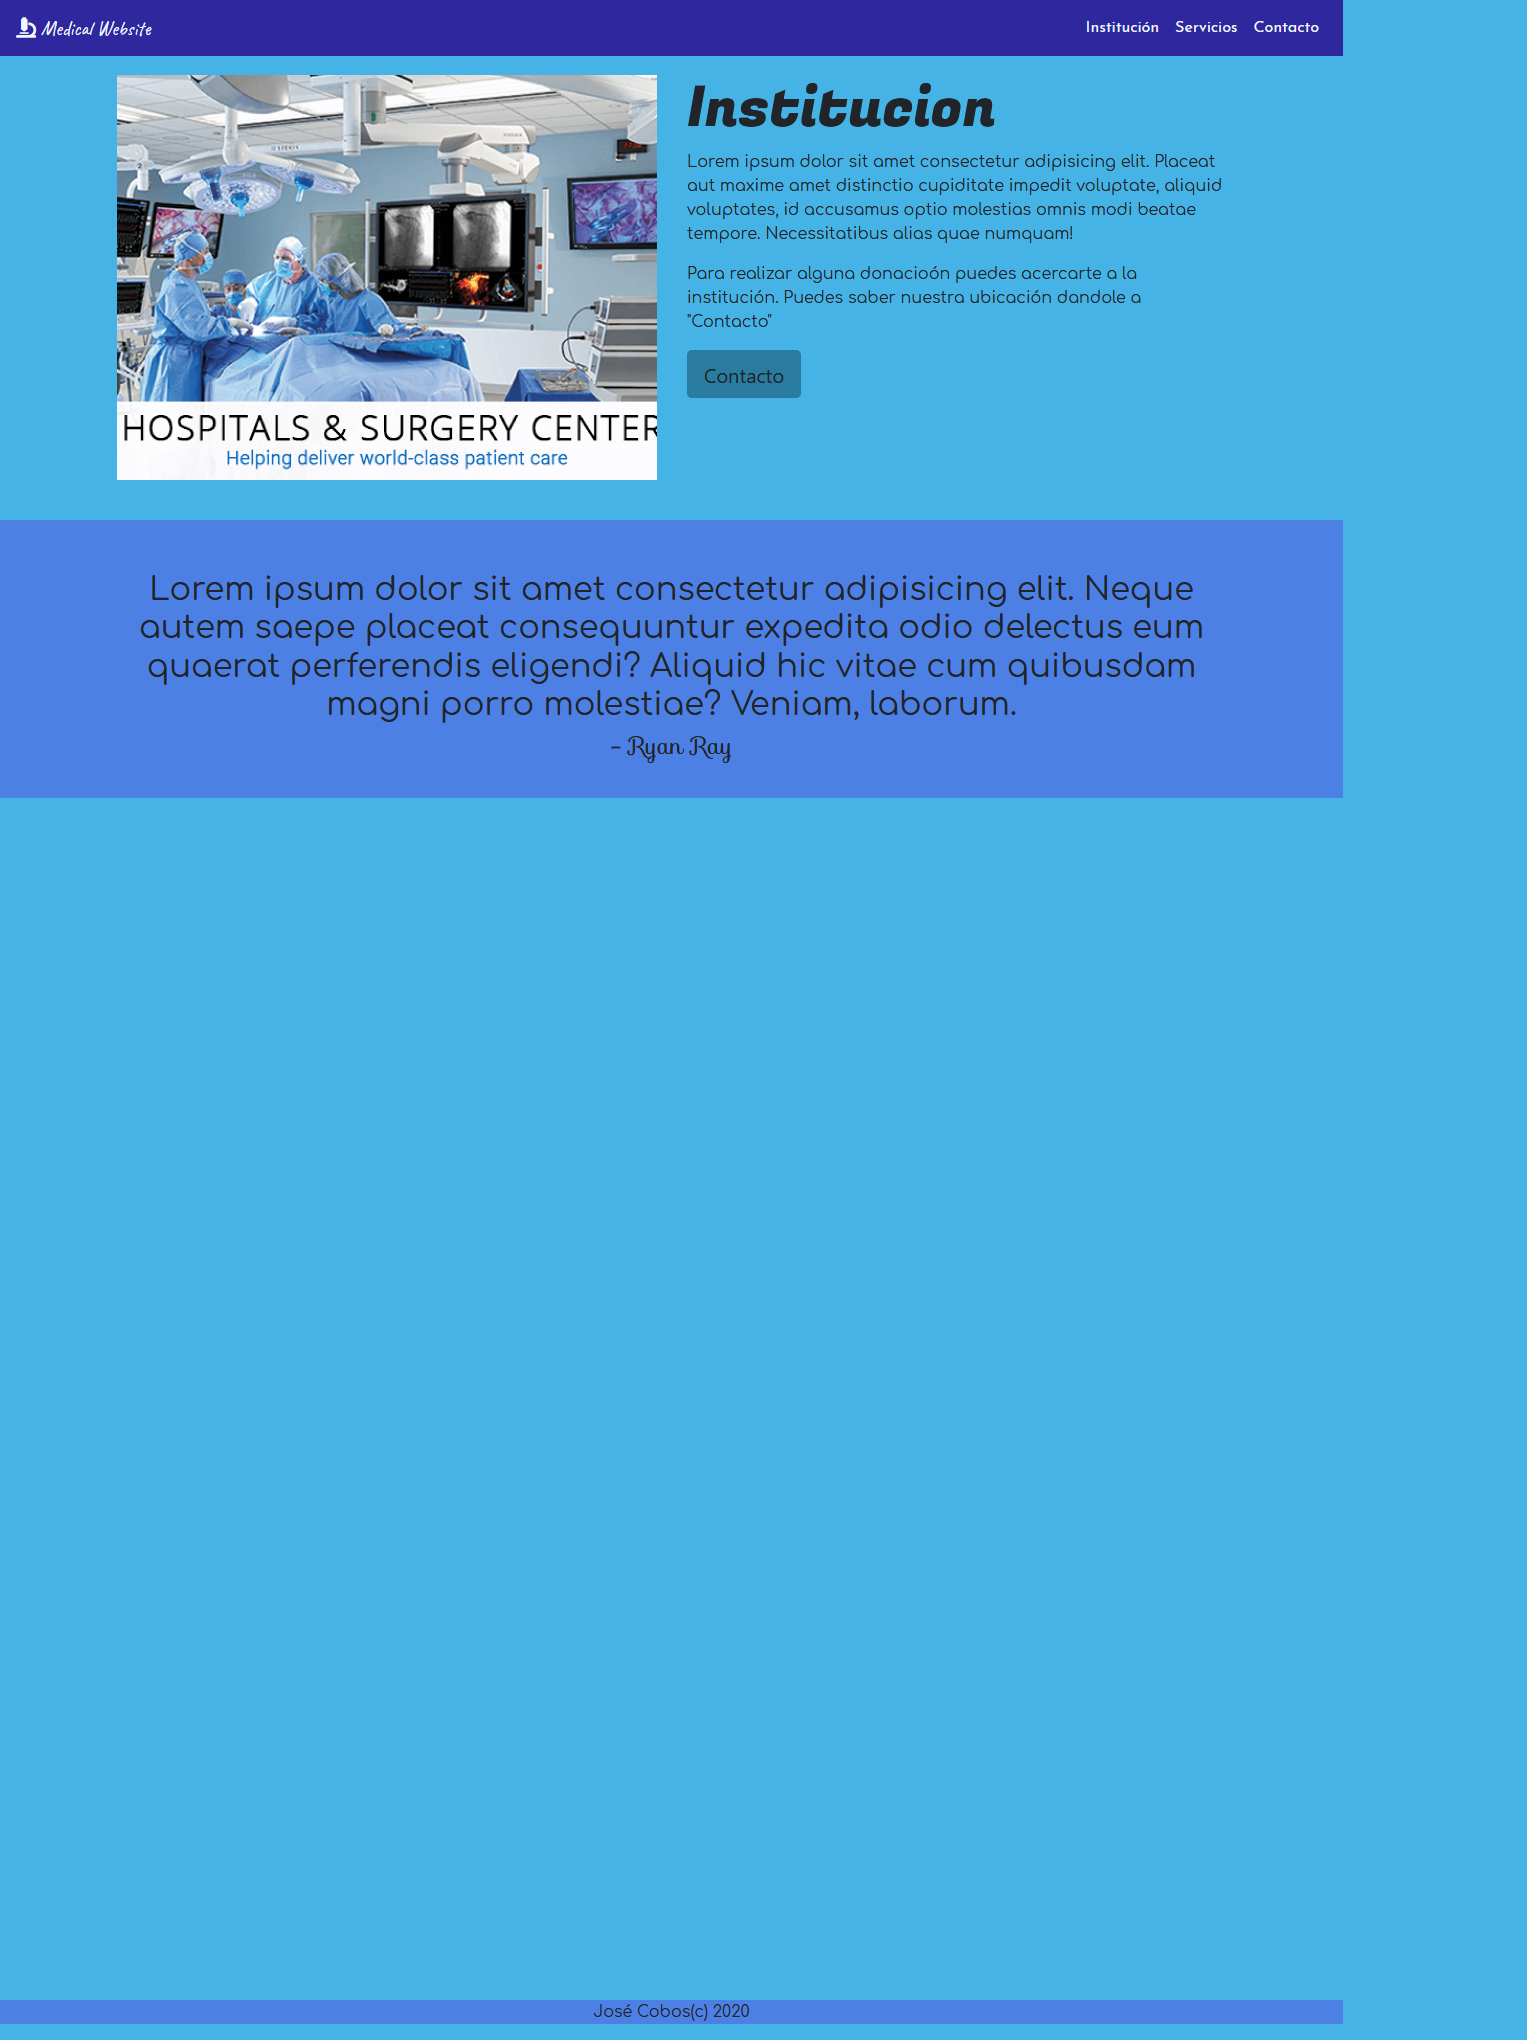 Medical Website
Institución Servicios Contacto
Institucion
Lorem ipsum dolor sit amet consectetur adipisicing elit. Placeat
aut maxime amet distinctio cupiditate impedit voluptate, aliquid
voluptates, id accusamus optio molestias omnis modi beatae
tempore. Necessitatibus alias quae numquam!
Para realizar alguna donacioón puedes acercarte a la
institución. Puedes saber nuestra ubicación dandole a
"Contacto"
Contacto
HOSPITALS & SURGERY CENTER
Helping deliver world-class patient care
Lorem ipsum dolor sit amet consectetur adipisicing elit. Neque
autem saepe placeat consequuntur expedita odio delectus eum
quaerat perferendis eligendi? Aliquid hic vitae cum quibusdam
magni porro molestiae? Veniam, laborum.
- Ryan Ray
José Cobos(c) 2020